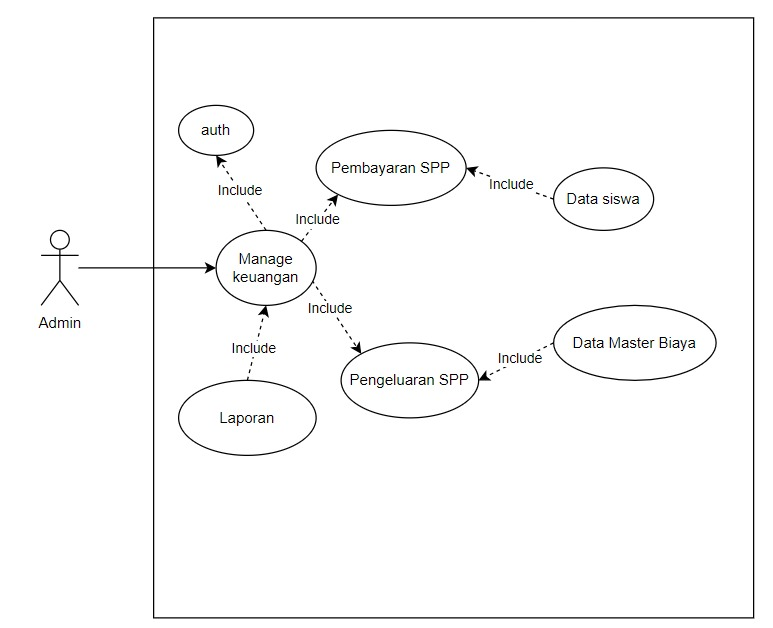 auth
Pembayaran SPP
Include
Include
Data siswa
Include
Manage
keuangan
Admin
Include
Include
Data Master Biaya
Include
Pengeluaran SPP
Laporan